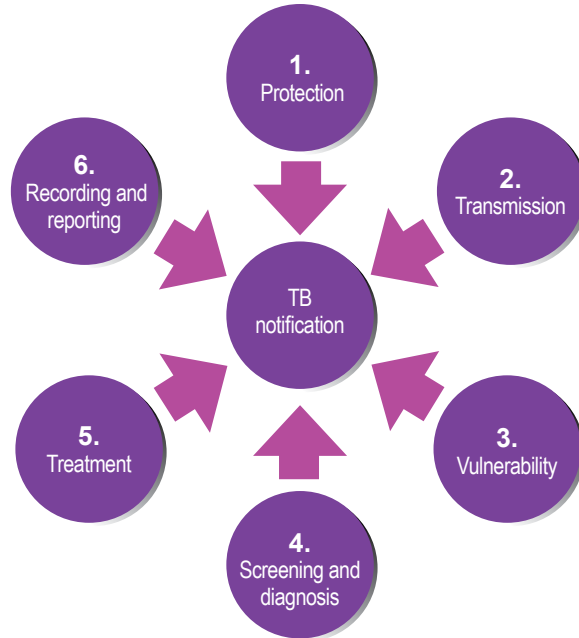 1.
Protection
2.
Transmission
3.
Vulnerability
4.
Screening and
diagnosis
5.
Treatment
6.
Recording and
reporting
TB
notification